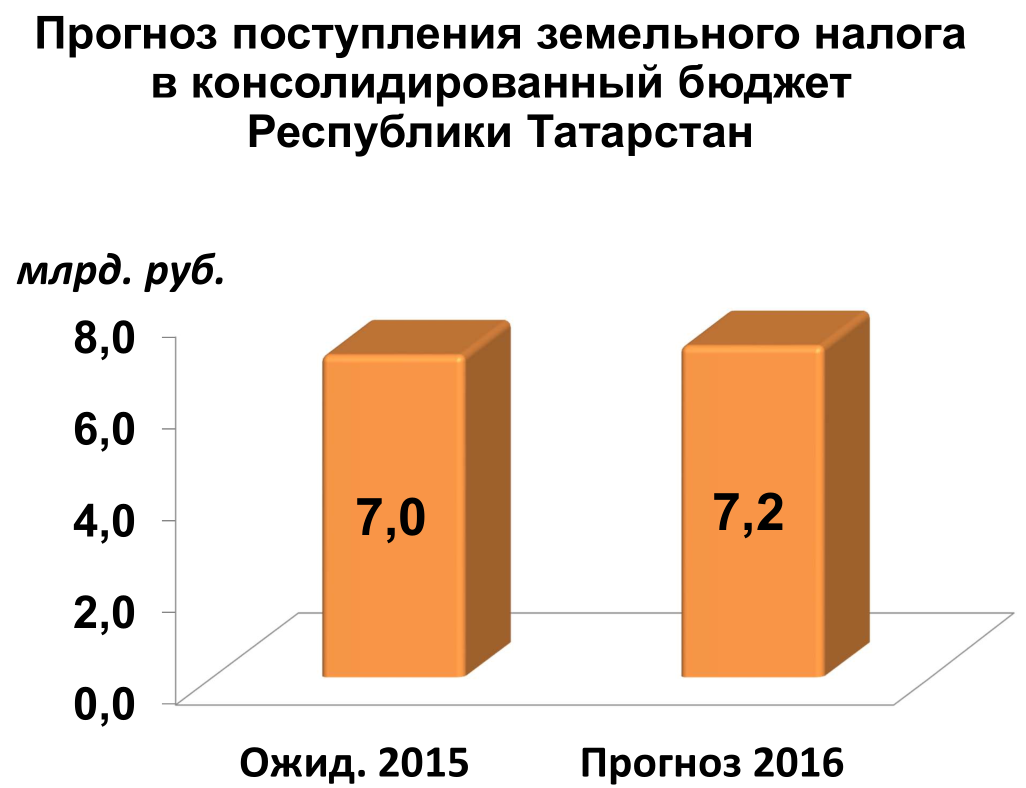 Прогноз поступления земельного налога
в консолидированный бюджет
Республики Татарстан
млрд. руб.
8,0
6,0
4,0
2,0
0,0
7,0
7,2
Ожид. 2015
Прогноз 2016